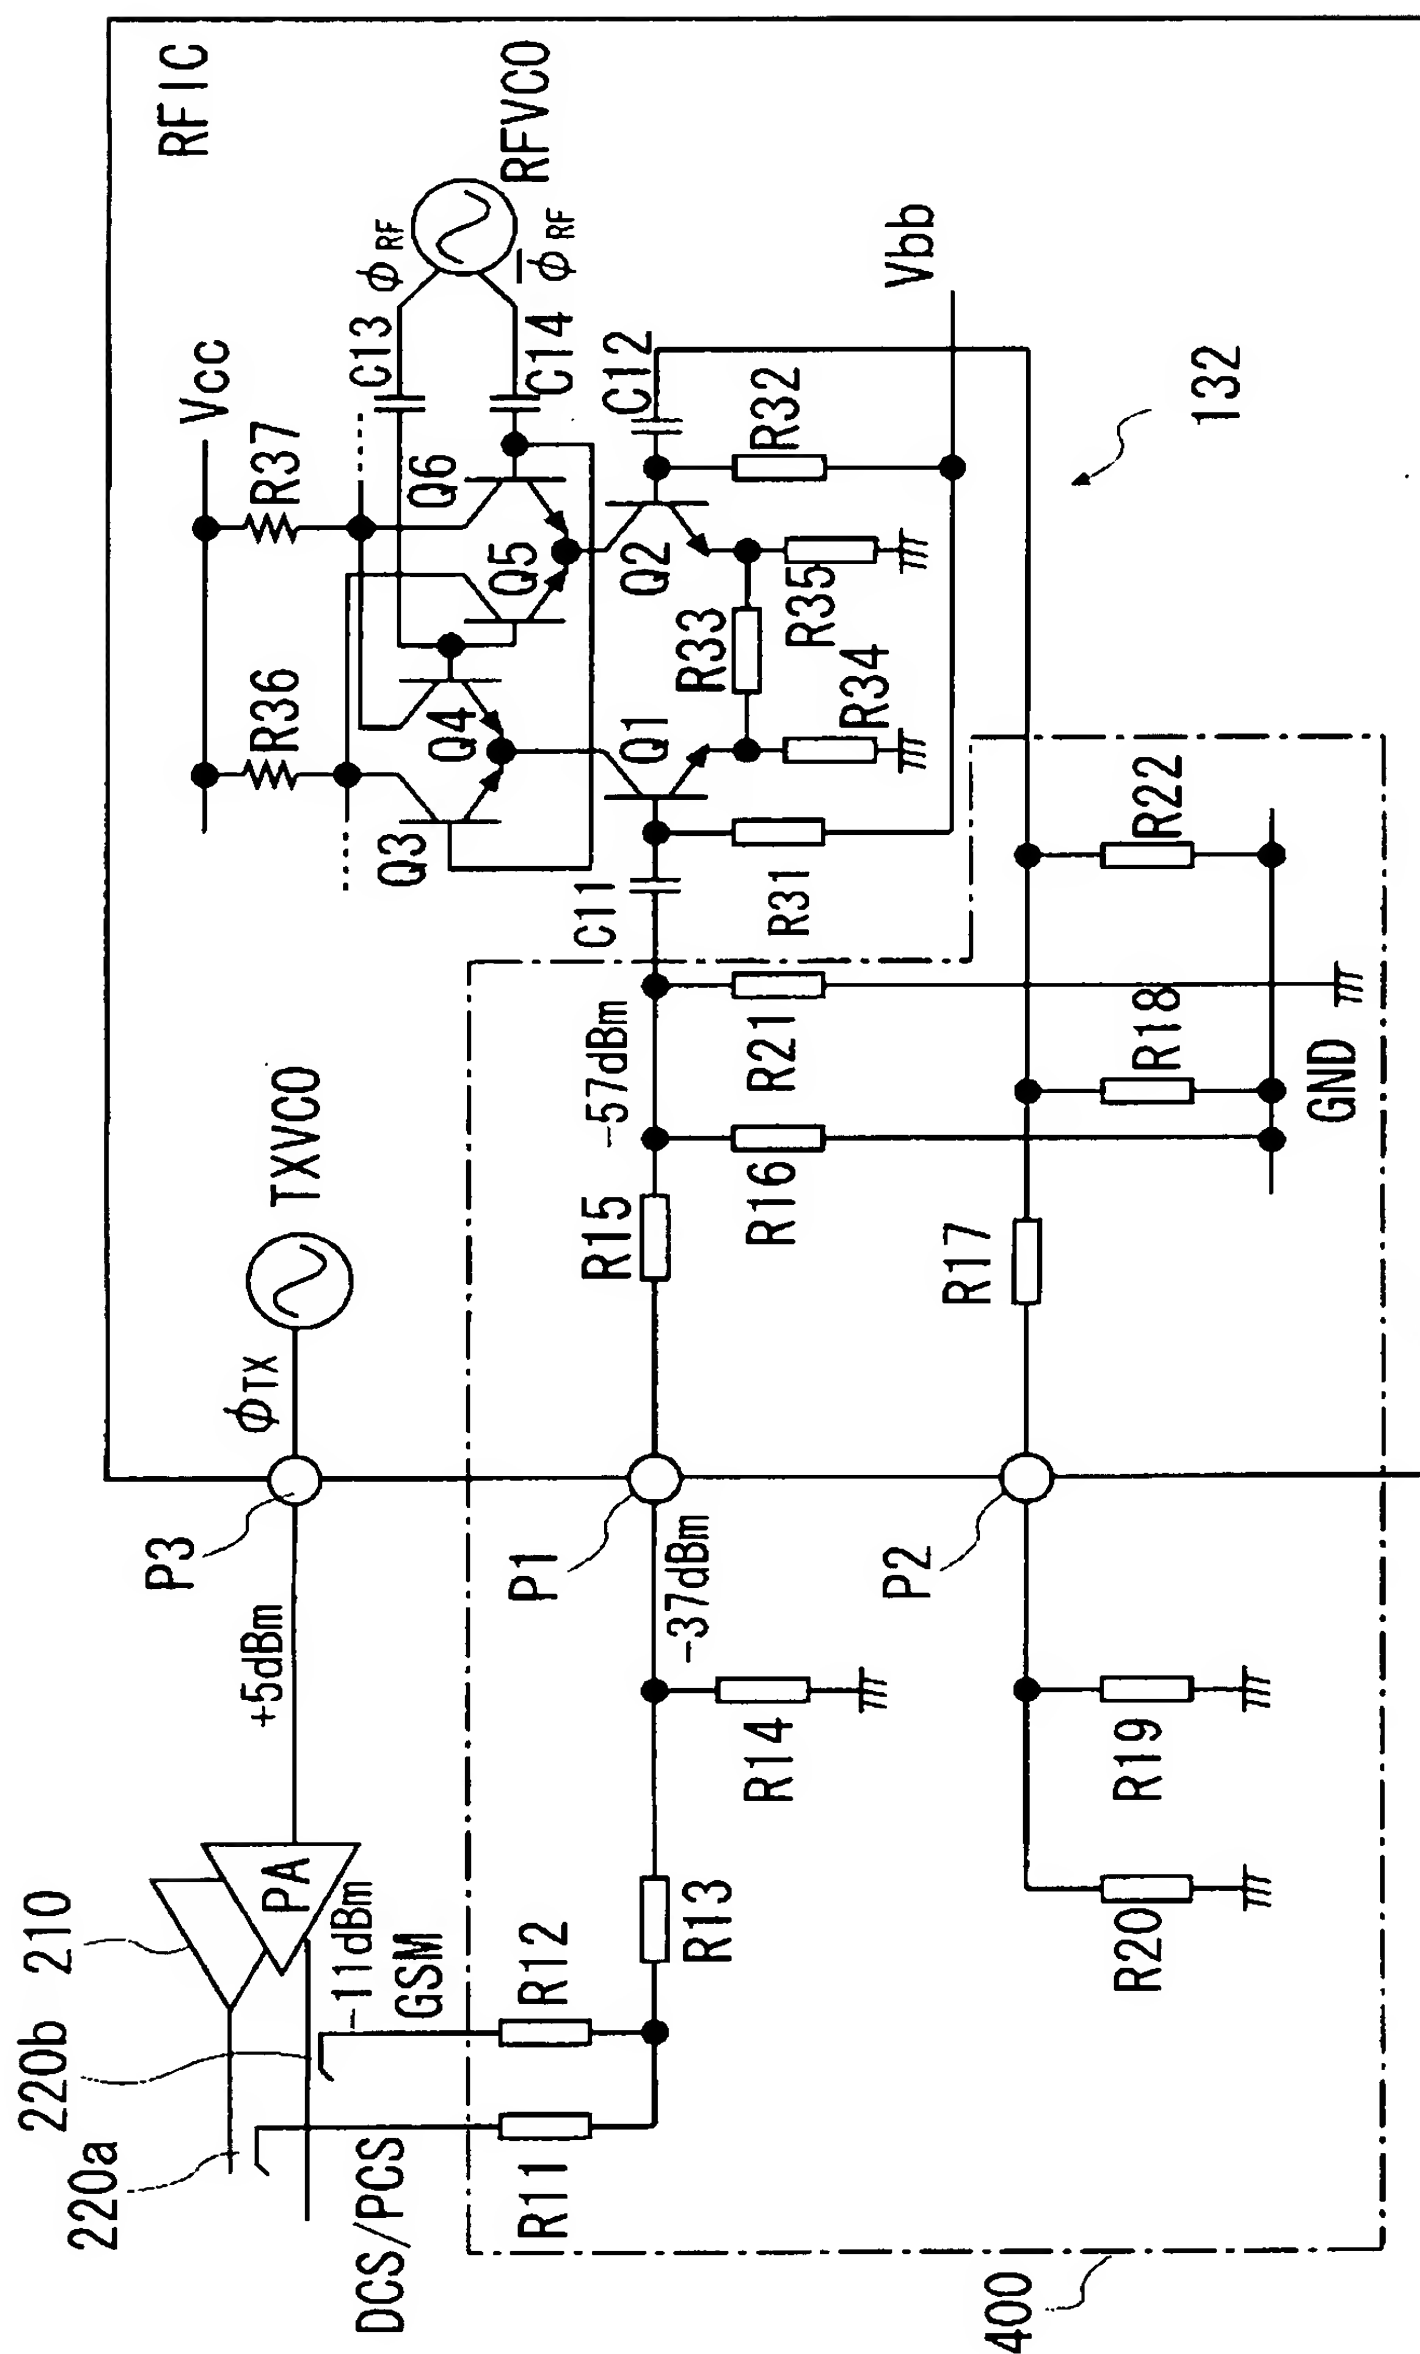 RFIC
Vcc
R37
R36
C13
ϕRF
RFVCO
ϕ̅RF
C14
Q6
Q5
Q4
Q3
C12
R32
Vbb
132
Q2
Q1
R33
R35
R34
C11
R31
R22
TXVCO
ϕTX
-57dBm
R21
R16
R15
R18
GND
R17
P3
+5dBm
P1
-37dBm
P2
R14
R19
R20
PA
210
-11dBm
GSM
R12
R13
220b
220a
DCS/PCS
R11
400